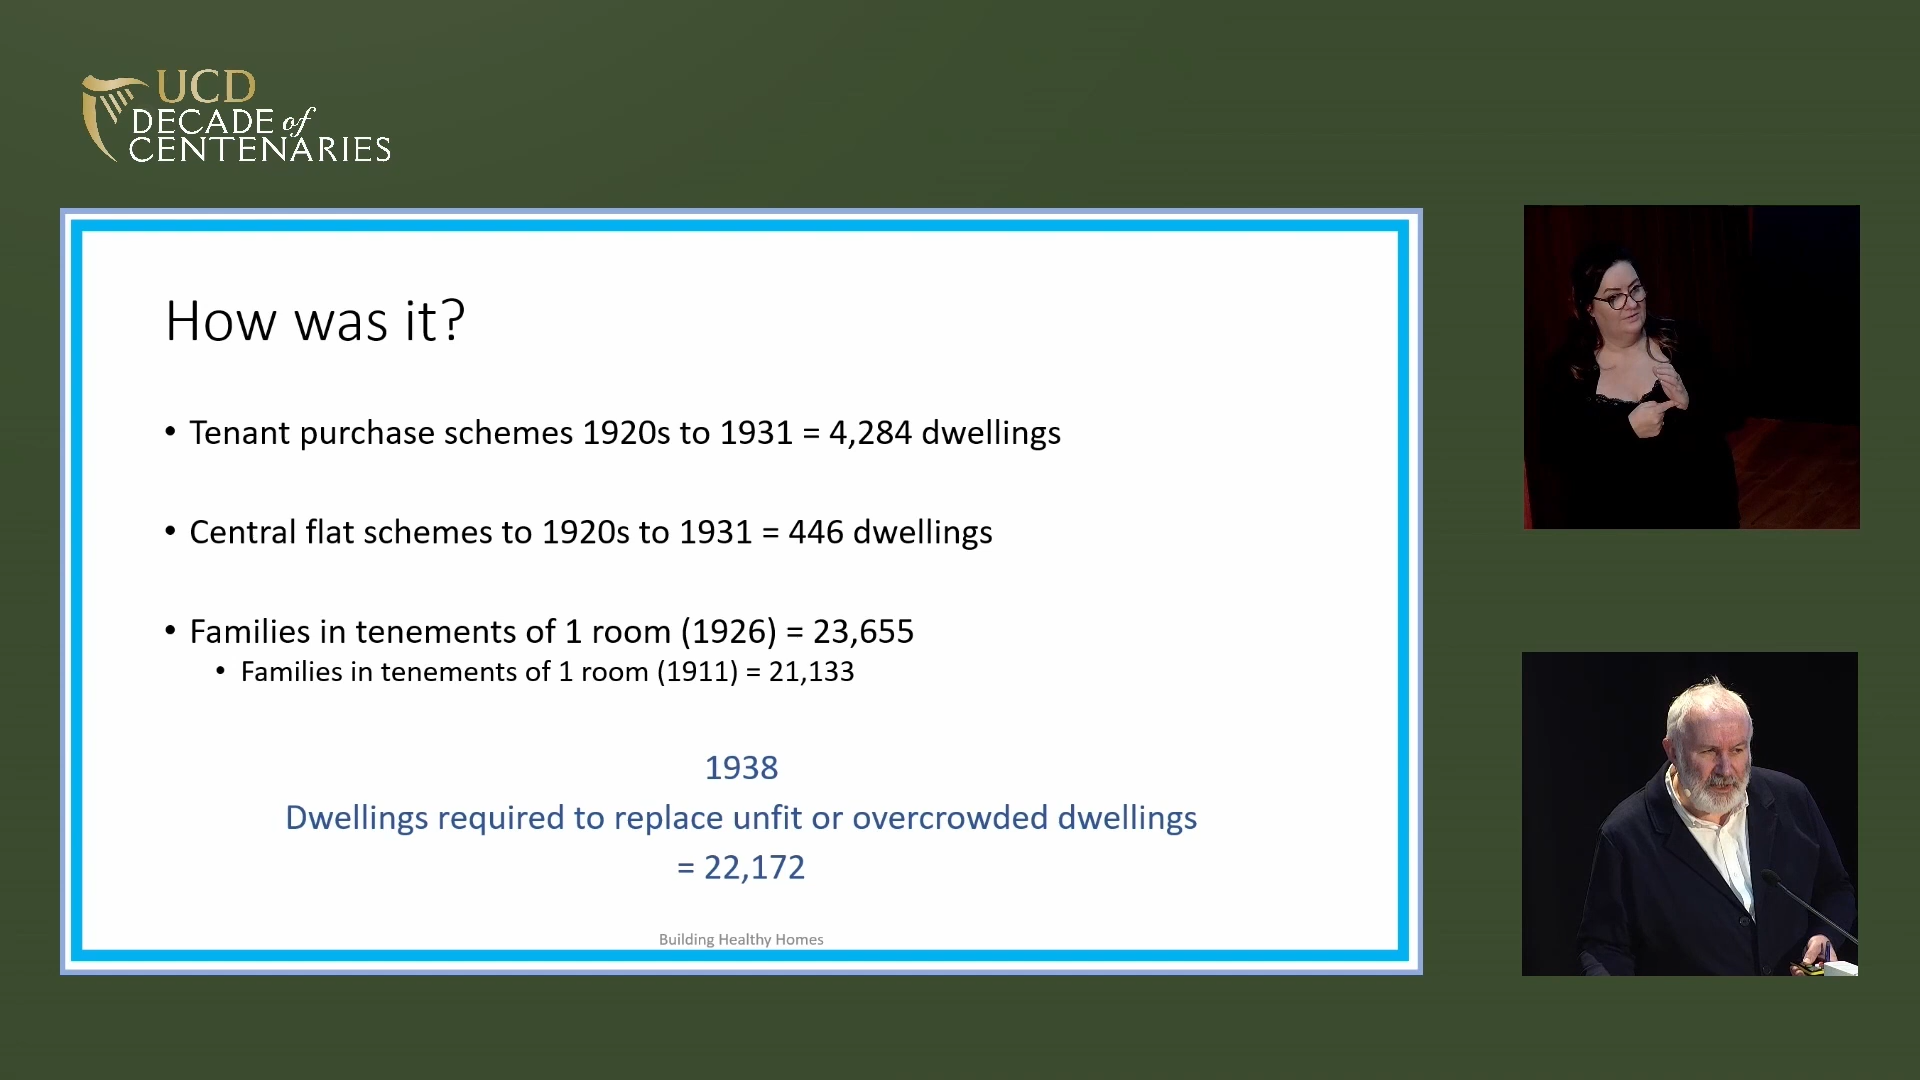 UCD
DECADE of
CENTENARIES
How was it?
• Tenant purchase schemes 1920s to 1931 = 4,284 dwellings
• Central flat schemes to 1920s to 1931 = 446 dwellings
• Families in tenements of 1 room (1926) = 23,655
• Families in tenements of 1 room (1911) = 21,133
1938
Dwellings required to replace unfit or overcrowded dwellings
= 22,172
Building Healthy Homes